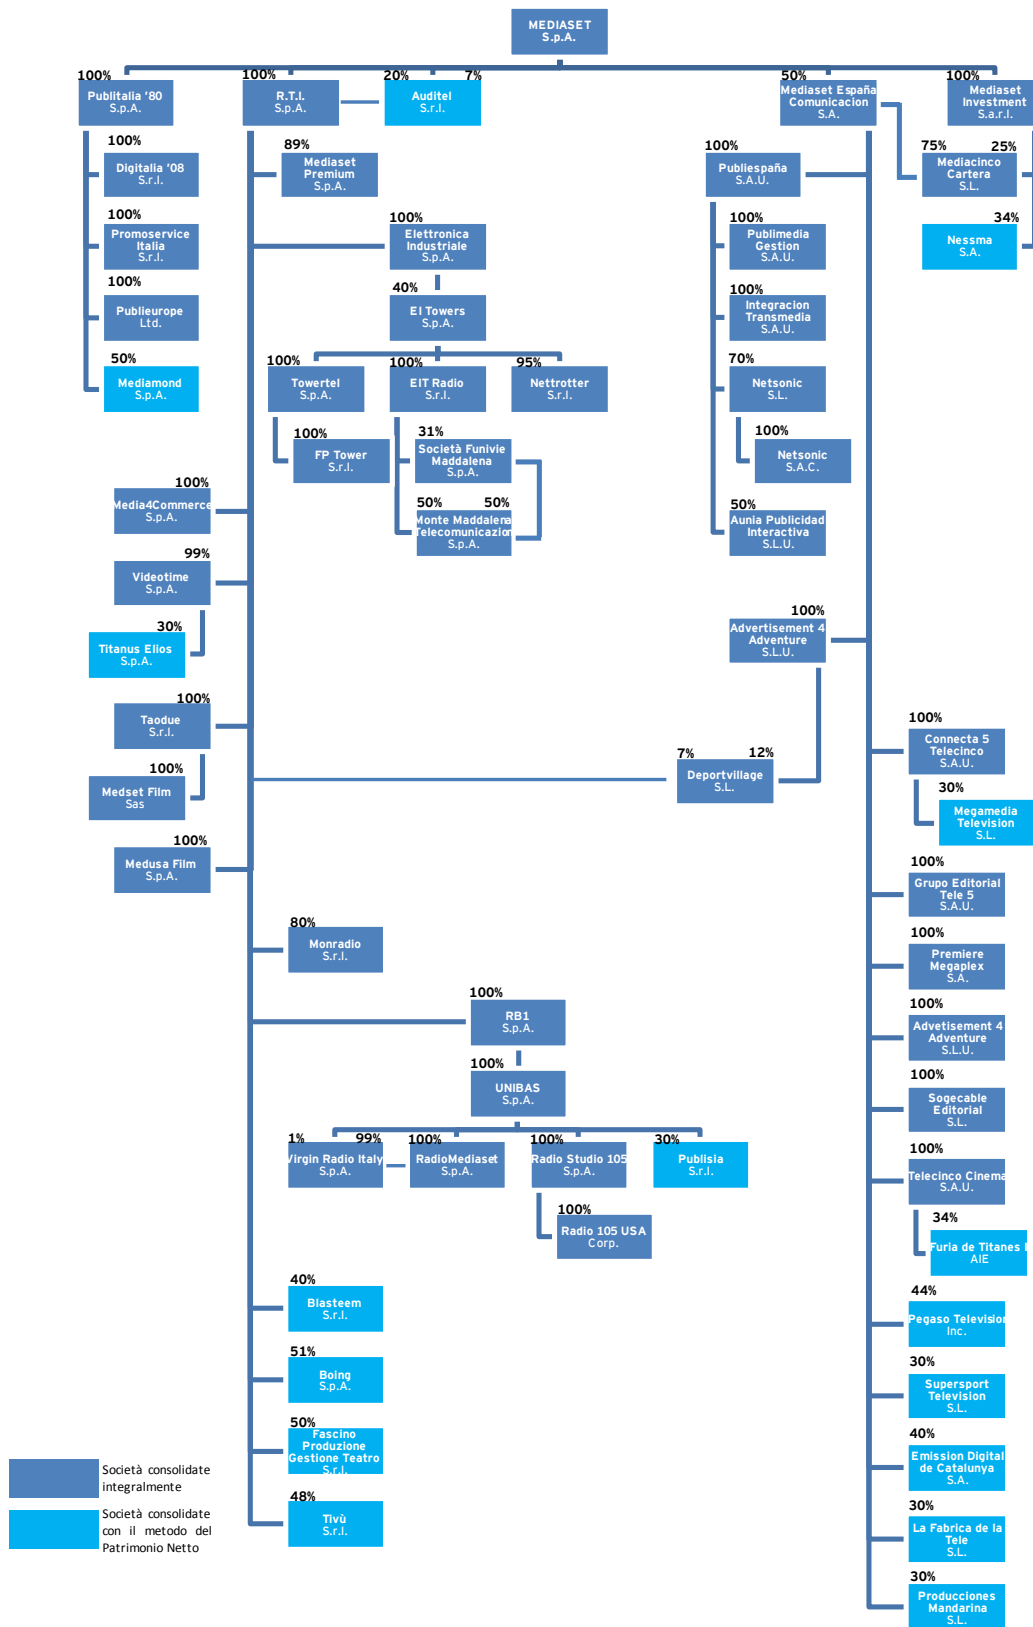 MEDIASET
S.p.A.
100%
100%
20%
7%
50%
100%
Publitalia '80
S.p.A.
R.T.I.
S.p.A.
Auditel
S.r.l.
Mediaset España
Comunicacion
S.A.
Mediaset
Investment
S.a.r.l.
100%
Digitalia '08
S.r.l.
100%
Promoservice
Italia
S.r.l.
100%
Publieurope
Ltd.
50%
Mediamond
S.p.A.
89%
Mediaset
Premium
S.p.A.
100%
Elettronica
Industriale
S.p.A.
40%
EI Towers
S.p.A.
100%
Towertel
S.p.A.
100%
EIT Radio
S.r.l.
95%
Nettrotter
S.r.l.
100%
FP Tower
S.r.l.
31%
Società Funivie
Maddalena
S.p.A.
50%
50%
Monte Maddalena
Telecomunicazion
S.p.A.
100%
Publiespaña
S.A.U.
75%
25%
Mediacinco
Cartera
S.L.
34%
Nessma
S.A.
100%
Publimedia
Gestion
S.A.U.
100%
Integracion
Transmedia
S.A.U.
70%
Netsonic
S.L.
100%
Netsonic
S.A.C.
50%
Aunia Publicidad
Interactiva
S.L.U.
100%
Media4Commerce
S.p.A.
99%
Videotime
S.p.A.
30%
Titanus Elios
S.p.A.
100%
Taodue
S.r.l.
100%
Medset Film
Sas
100%
Medusa Film
S.p.A.
100%
Advertisement 4
Adventure
S.L.U.
7%
12%
Deportvillage
S.L.
100%
Connecta 5
Telecinco
S.A.U.
30%
Megamedia
Television
S.L.
100%
Grupo Editorial
Tele 5
S.A.U.
100%
Premiere
Megaplex
S.A.
100%
Advetisement 4
Adventure
S.L.U.
100%
Sogecable
Editorial
S.L.
100%
Telecinco Cinema
S.A.U.
34%
Furia de Titanes I
AIE
44%
Pegaso Television
Inc.
30%
Supersport
Television
S.L.
40%
Emission Digital
de Catalunya
S.A.
30%
La Fabrica de la
Tele
S.L.
30%
Producciones
Mandarina
S.L.
80%
Monradio
S.r.l.
100%
RB1
S.p.A.
100%
UNIBAS
S.p.A.
1%
99%
Virgin Radio Italy
S.p.A.
100%
RadioMediaset
S.p.A.
100%
Radio Studio 105
S.p.A.
30%
Publisia
S.r.l.
100%
Radio 105 USA
Corp.
40%
Blasteem
S.r.l.
51%
Boing
S.p.A.
50%
Fascino
Produzione
Gestione Teatro
S.r.l.
48%
Tivù
S.r.l.
Società consolidate
integralmente
Società consolidate
con il metodo del
Patrimonio Netto